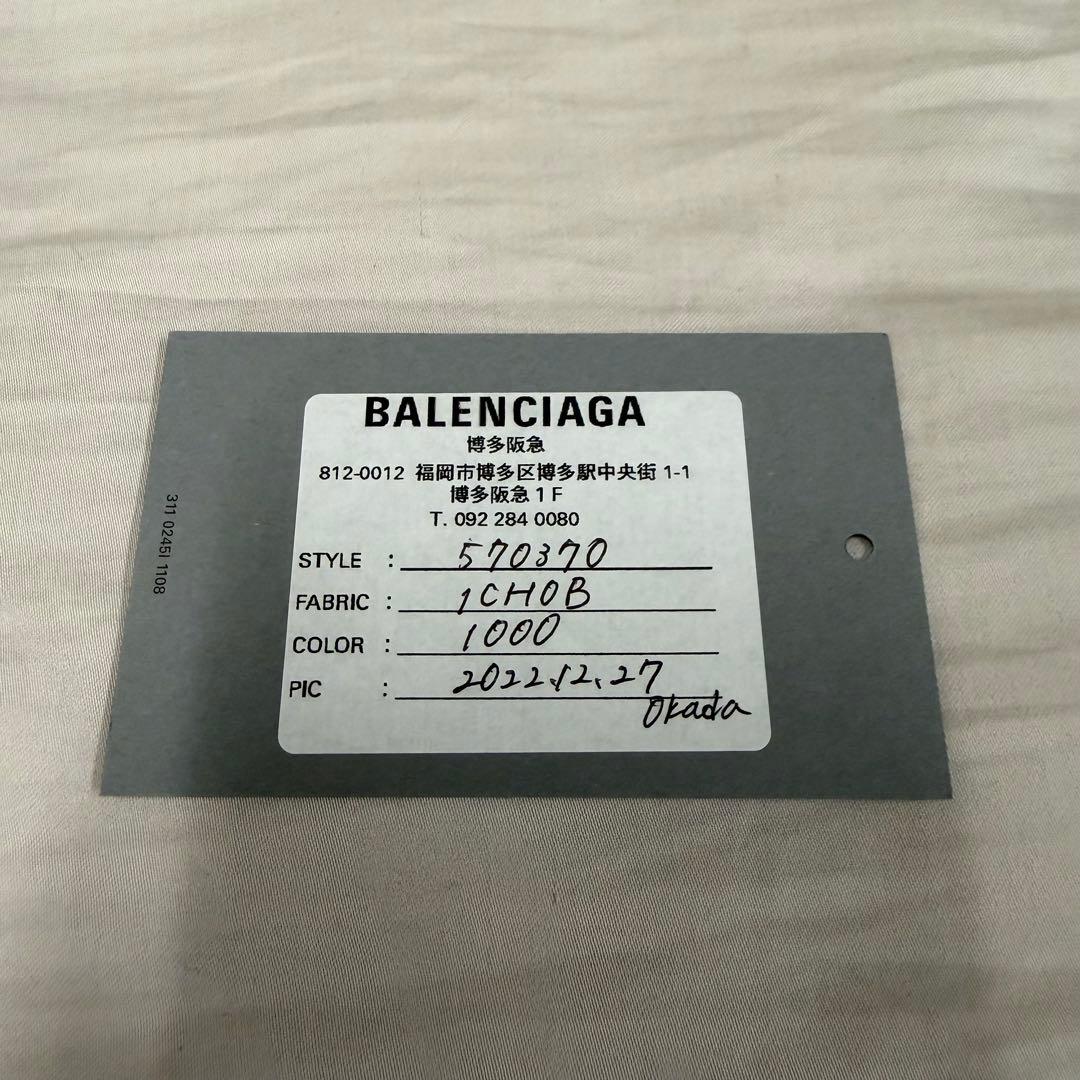 BALENCIAGA
博多阪急
812-0012 福岡市博多区博多駅中央街 1-1
博多阪急 1 F
T. 092 284 0080
STYLE : 570370
FABRIC : 1CH0B
COLOR : 1000
PIC : 2022.12.27
Okada
311 0245I 1108